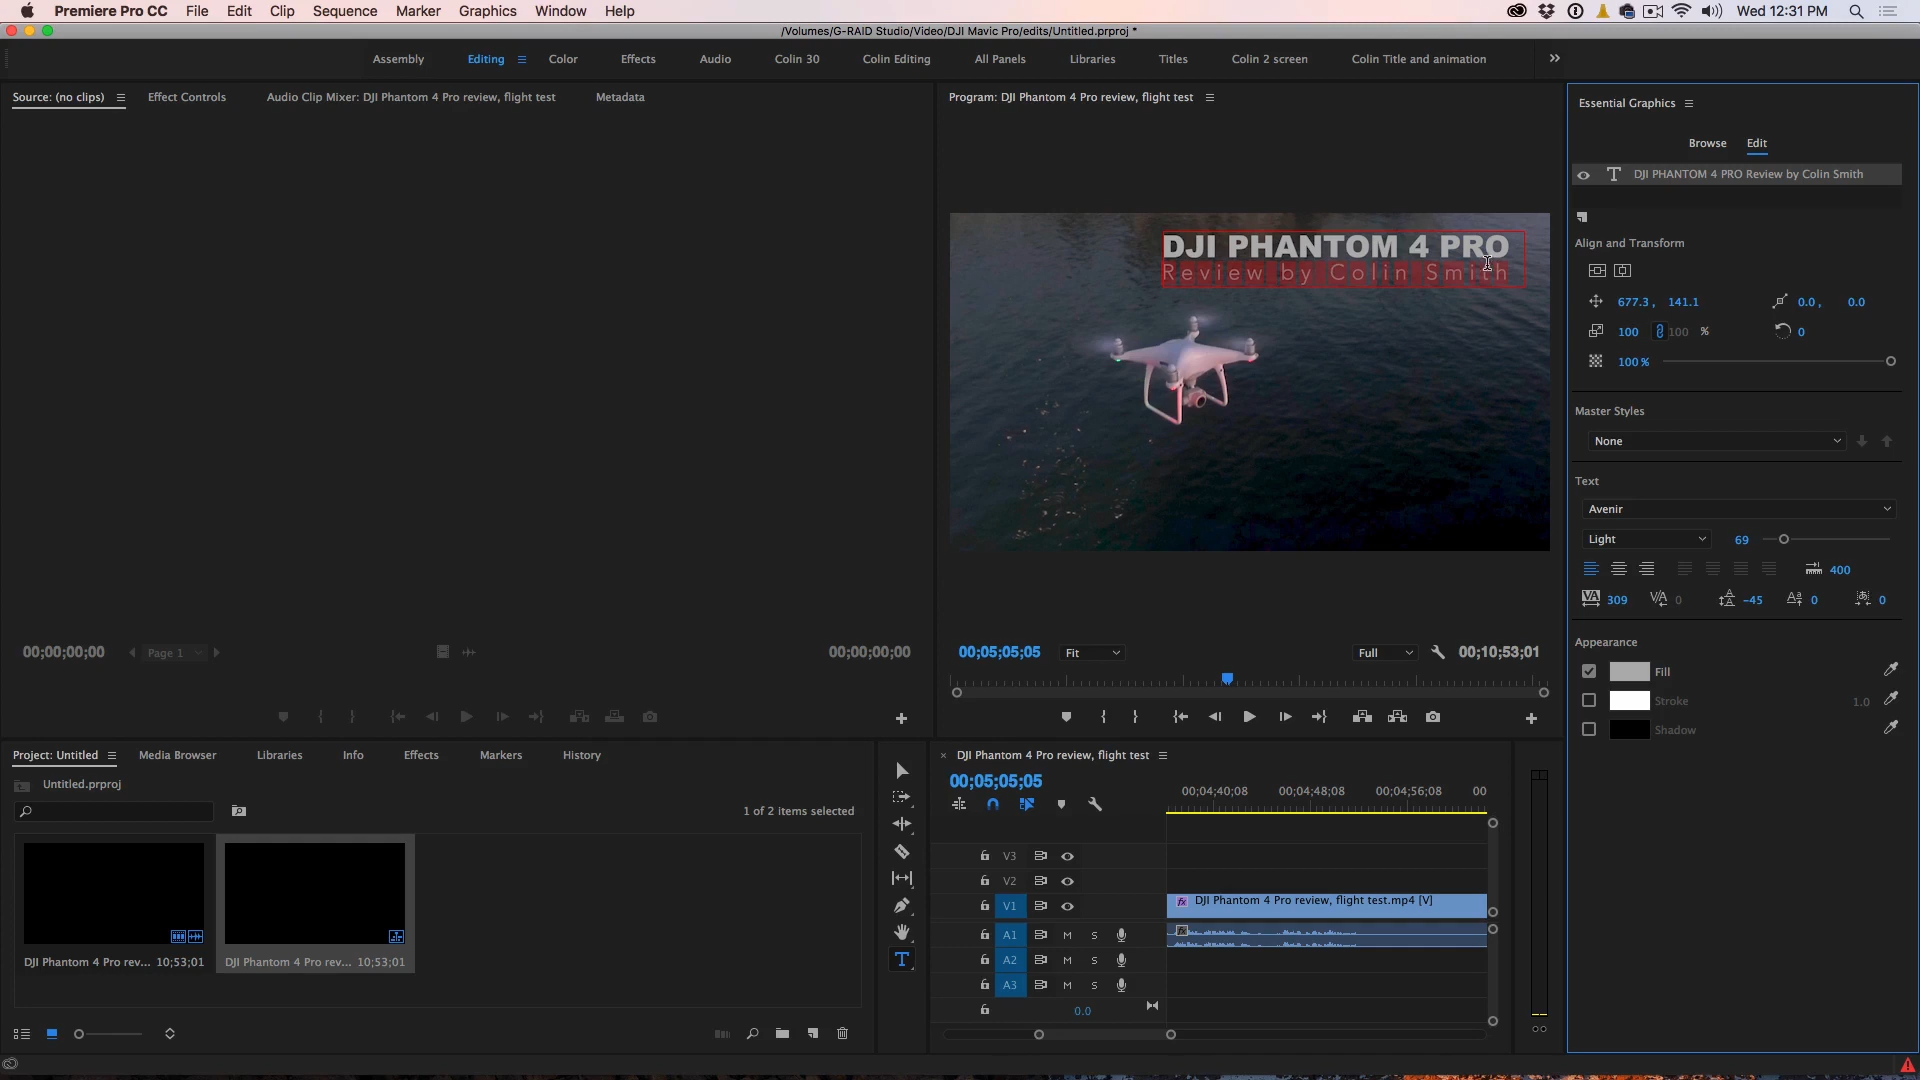 Premiere Pro CC File Edit Clip Sequence Marker Graphics Window Help Wed 12:31 PM
/Volumes/G-RAID Studio/Video/DJI Mavic Pro/edits/Untitled.prproj *
Assembly Editing Color Effects Audio Colin 30 Colin Editing All Panels Libraries Titles Colin 2 screen Colin Title and animation
Source: (no clips) Effect Controls Audio Clip Mixer: DJI Phantom 4 Pro review, flight test Metadata
Program: DJI Phantom 4 Pro review, flight test
DJI PHANTOM 4 PRO
Review by Colin Smith
00;00;00;00 Page 1 00;00;00;00
00;05;05;05 Fit Full 00;10;53;01
Essential Graphics
Browse Edit
DJI PHANTOM 4 PRO Review by Colin Smith
Align and Transform
677.3, 141.1 0.0, 0.0
100 100 % 0
100 %
Master Styles
None
Text
Avenir
Light 69
400
309 0 -45 0 0
Appearance
Fill
Stroke 1.0
Shadow
Project: Untitled Media Browser Libraries Info Effects Markers History
Untitled.prproj
1 of 2 items selected
DJI Phantom 4 Pro rev... 10;53;01 DJI Phantom 4 Pro rev... 10;53;01
DJI Phantom 4 Pro review, flight test
00;05;05;05
00;04;40;08 00;04;48;08 00;04;56;08 00
V3
V2
V1 fx DJI Phantom 4 Pro review, flight test.mp4 [V]
A1 M S fx
A2 M S
A3 M S
0.0